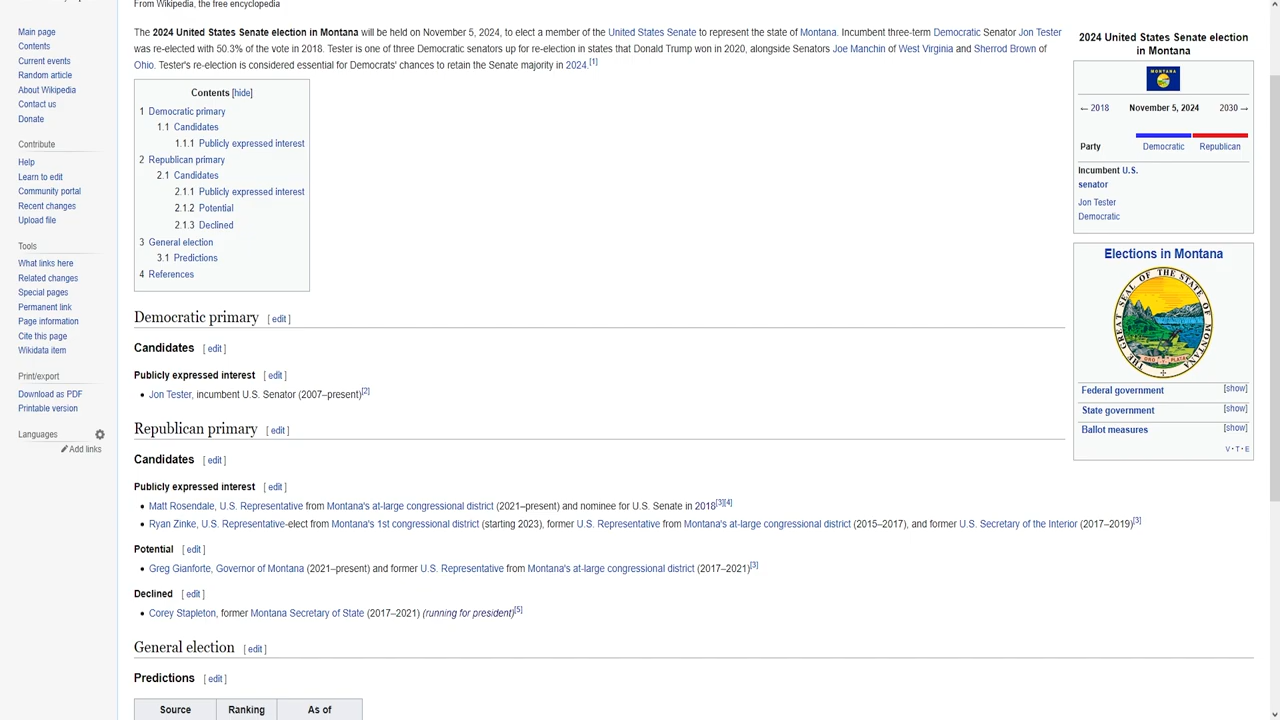 From Wikipedia, the free encyclopedia
Main page
Contents
Current events
Random article
About Wikipedia
Contact us
Donate
Contribute
Help
Learn to edit
Community portal
Recent changes
Upload file
Tools
What links here
Related changes
Special pages
Permanent link
Page information
Cite this page
Wikidata item
Print/export
Download as PDF
Printable version
Languages
Add links
The 2024 United States Senate election in Montana will be held on November 5, 2024, to elect a member of the United States Senate to represent the state of Montana. Incumbent three-term Democratic Senator Jon Tester
was re-elected with 50.3% of the vote in 2018. Tester is one of three Democratic senators up for re-election in states that Donald Trump won in 2020, alongside Senators Joe Manchin of West Virginia and Sherrod Brown of
Ohio. Tester's re-election is considered essential for Democrats' chances to retain the Senate majority in 2024.[1]
Contents [hide]
1 Democratic primary
1.1 Candidates
1.1.1 Publicly expressed interest
2 Republican primary
2.1 Candidates
2.1.1 Publicly expressed interest
2.1.2 Potential
2.1.3 Declined
3 General election
3.1 Predictions
4 References
Democratic primary [ edit ]
Candidates [ edit ]
Publicly expressed interest [ edit ]
• Jon Tester, incumbent U.S. Senator (2007–present)[2]
Republican primary [ edit ]
Candidates [ edit ]
Publicly expressed interest [ edit ]
• Matt Rosendale, U.S. Representative from Montana's at-large congressional district (2021–present) and nominee for U.S. Senate in 2018[3][4]
• Ryan Zinke, U.S. Representative-elect from Montana's 1st congressional district (starting 2023), former U.S. Representative from Montana's at-large congressional district (2015–2017), and former U.S. Secretary of the Interior (2017–2019)[3]
Potential [ edit ]
• Greg Gianforte, Governor of Montana (2021–present) and former U.S. Representative from Montana's at-large congressional district (2017–2021)[3]
Declined [ edit ]
• Corey Stapleton, former Montana Secretary of State (2017–2021) (running for president)[5]
General election [ edit ]
Predictions [ edit ]
Source Ranking As of
2024 United States Senate election
in Montana
MONTANA
← 2018 November 5, 2024 2030 →
Party Democratic Republican
Incumbent U.S.
senator
Jon Tester
Democratic
Elections in Montana
THE GREAT SEAL OF THE STATE OF MONTANA
ORO Y PLATA
Federal government [show]
State government [show]
Ballot measures [show]
V · T · E